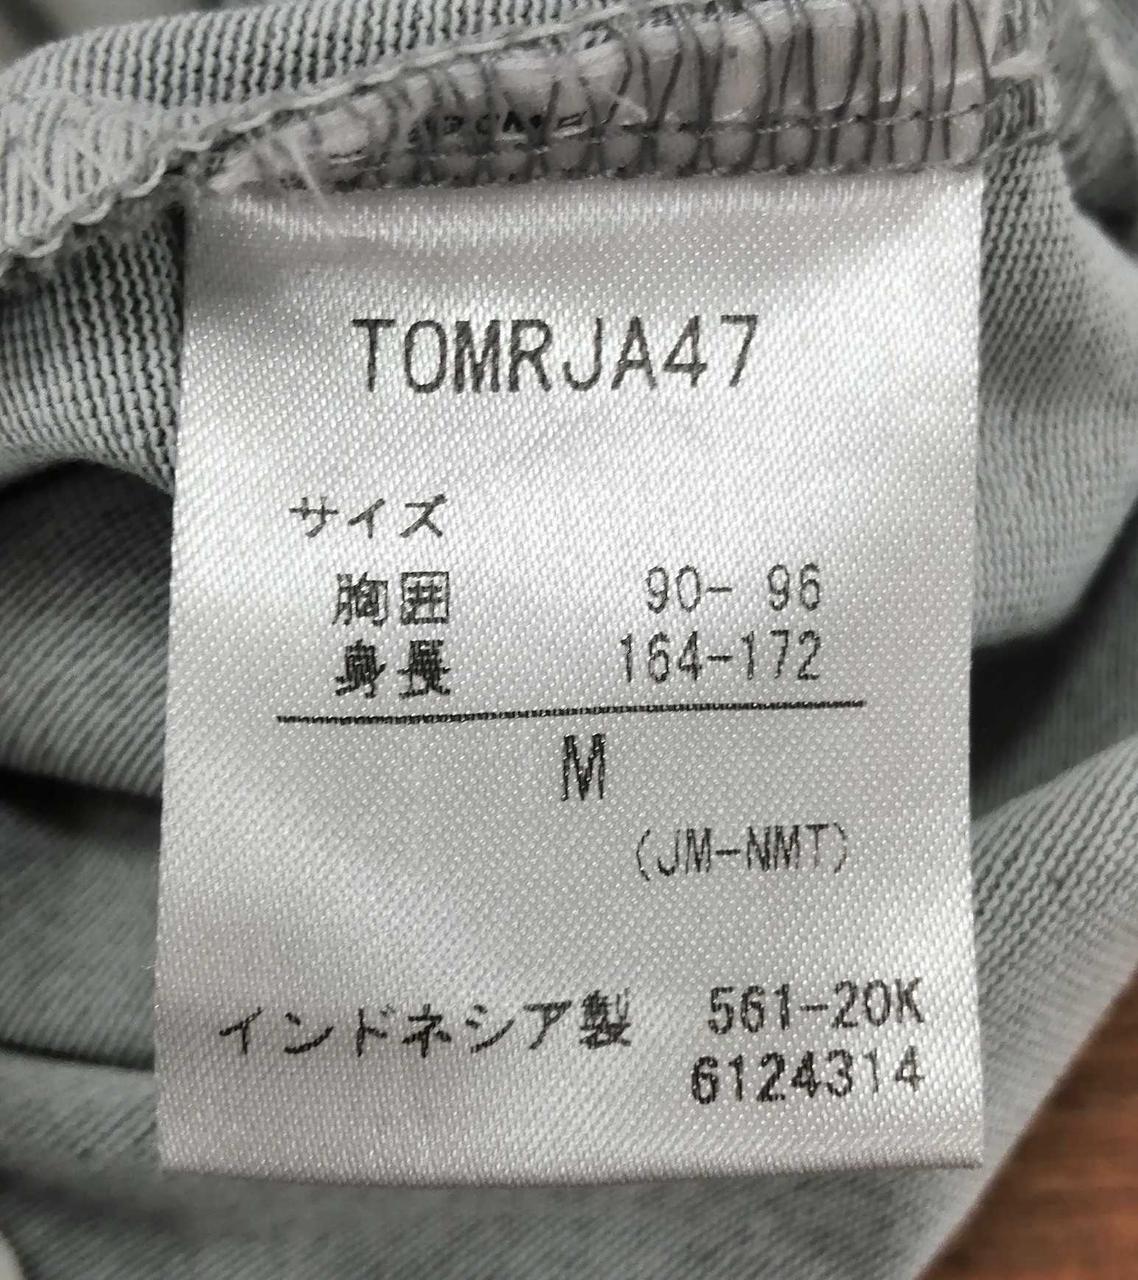 TOMRJA47
サイズ
胸囲 90- 96
身長 164-172
M
(JM-NMT)
インドネシア製 561-20K
6124314